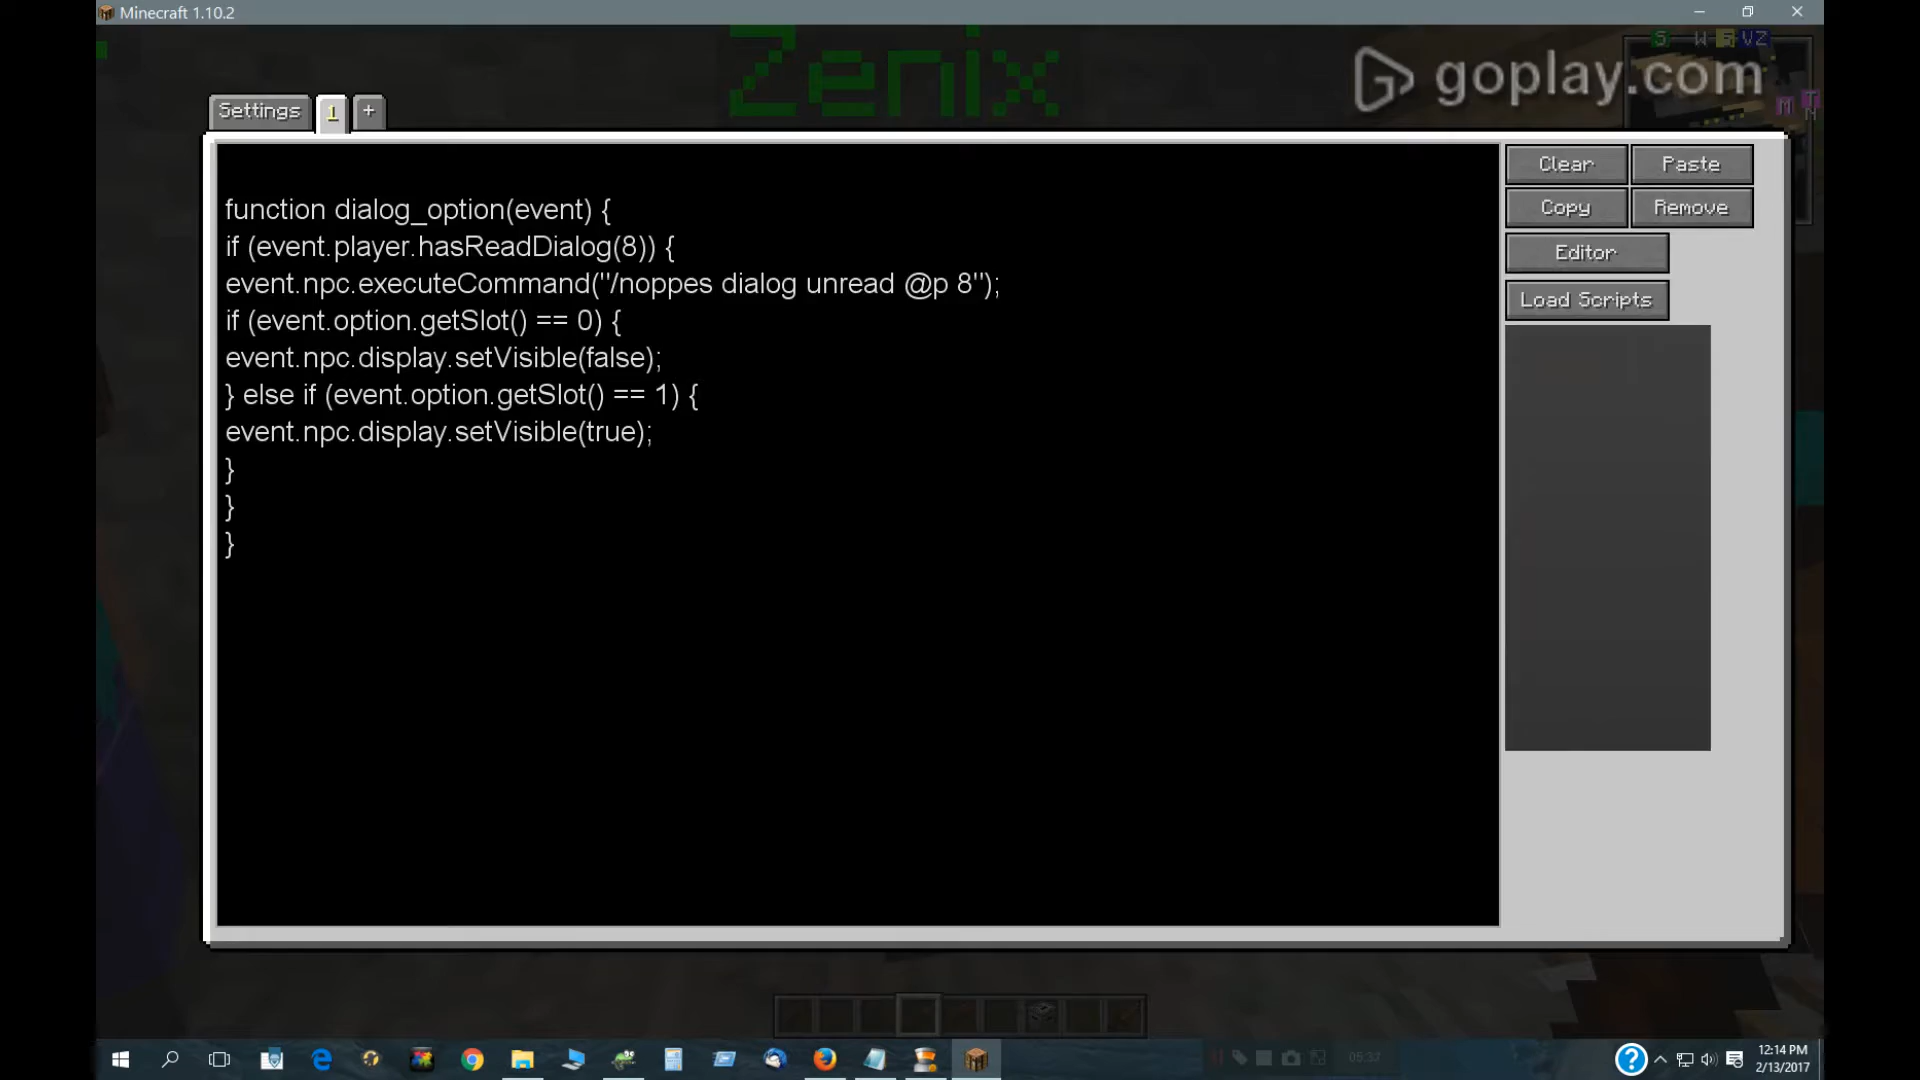 Minecraft 1.10.2
Zenix
goplay.com
S W E VZ
Settings 1 +
function dialog_option(event) {
if (event.player.hasReadDialog(8)) {
event.npc.executeCommand("/noppes dialog unread @p 8");
if (event.option.getSlot() == 0) {
event.npc.display.setVisible(false);
} else if (event.option.getSlot() == 1) {
event.npc.display.setVisible(true);
}
}
}
Clear Paste
Copy Remove
Editor
Load Scripts
05:37
12:14 PM
2/13/2017